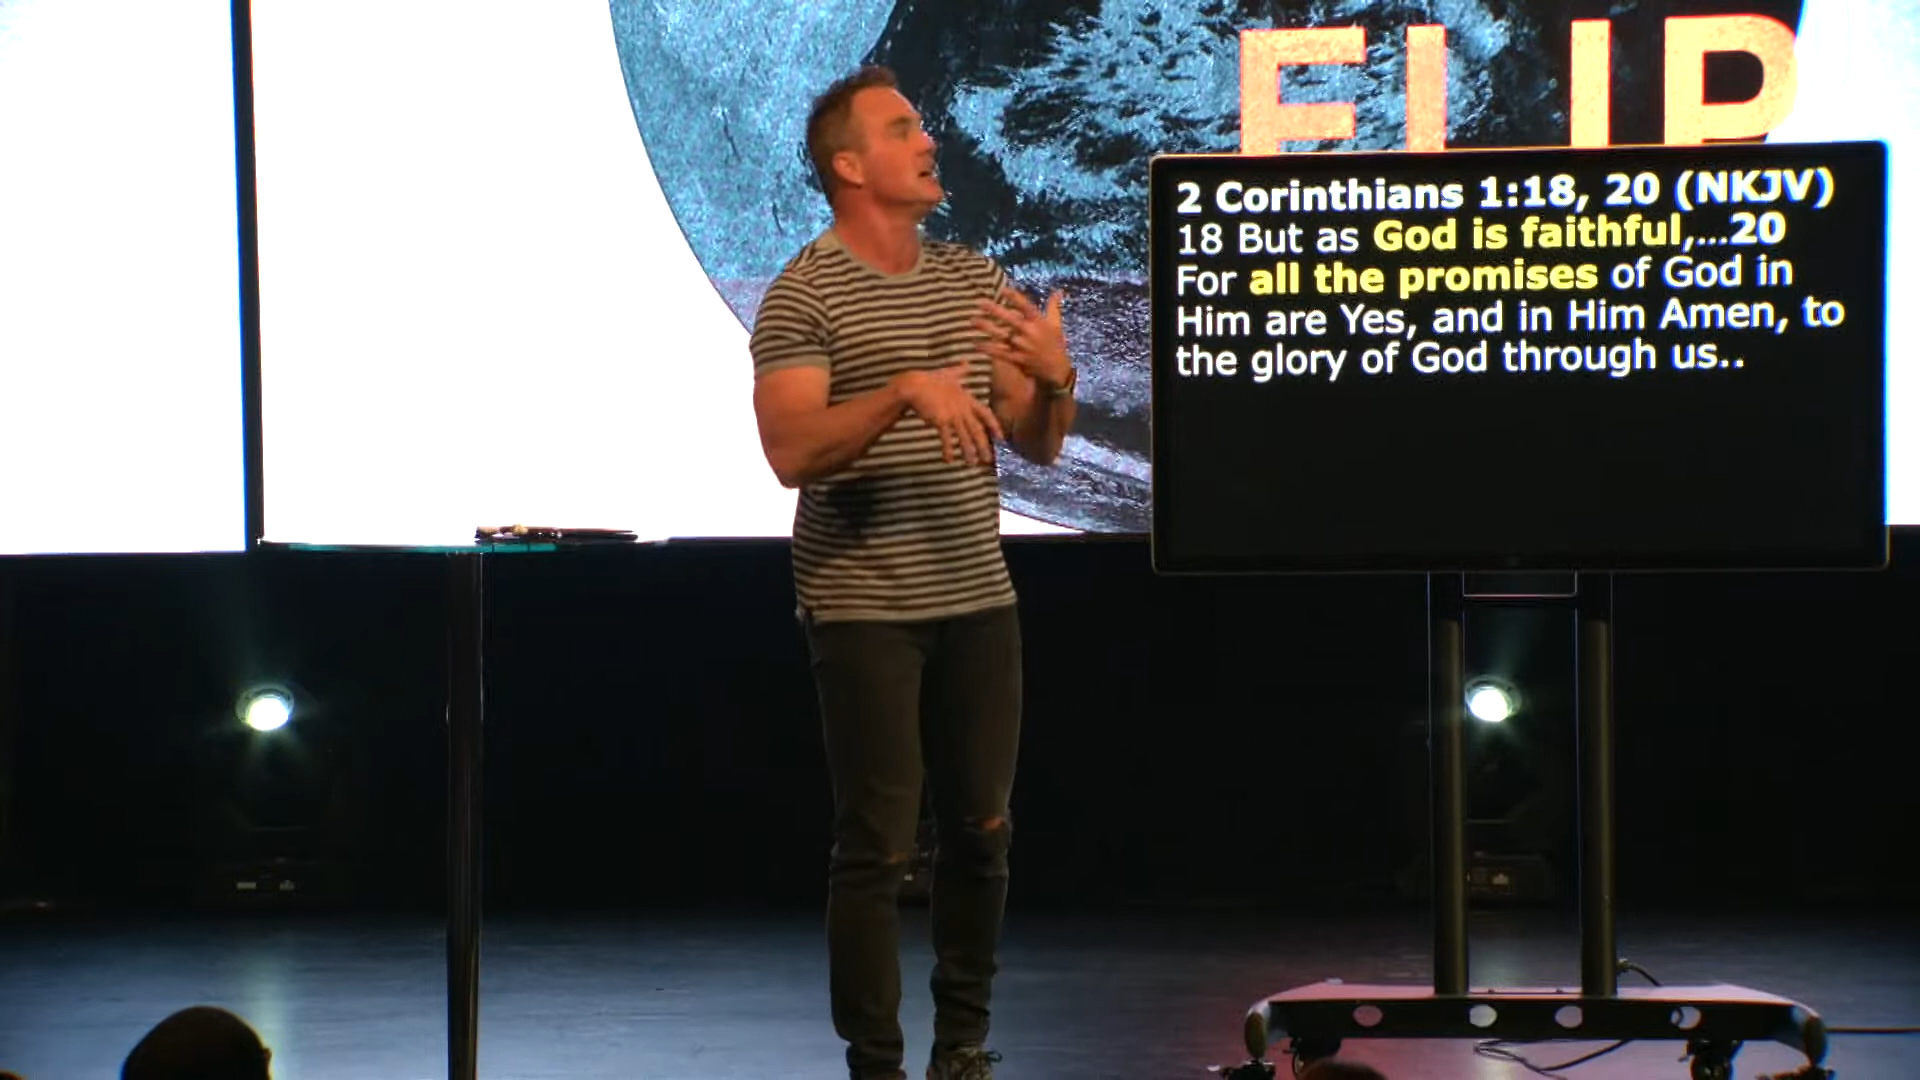 FLIP
2 Corinthians 1:18, 20 (NKJV)
18 But as God is faithful,...20
For all the promises of God in
Him are Yes, and in Him Amen, to
the glory of God through us..